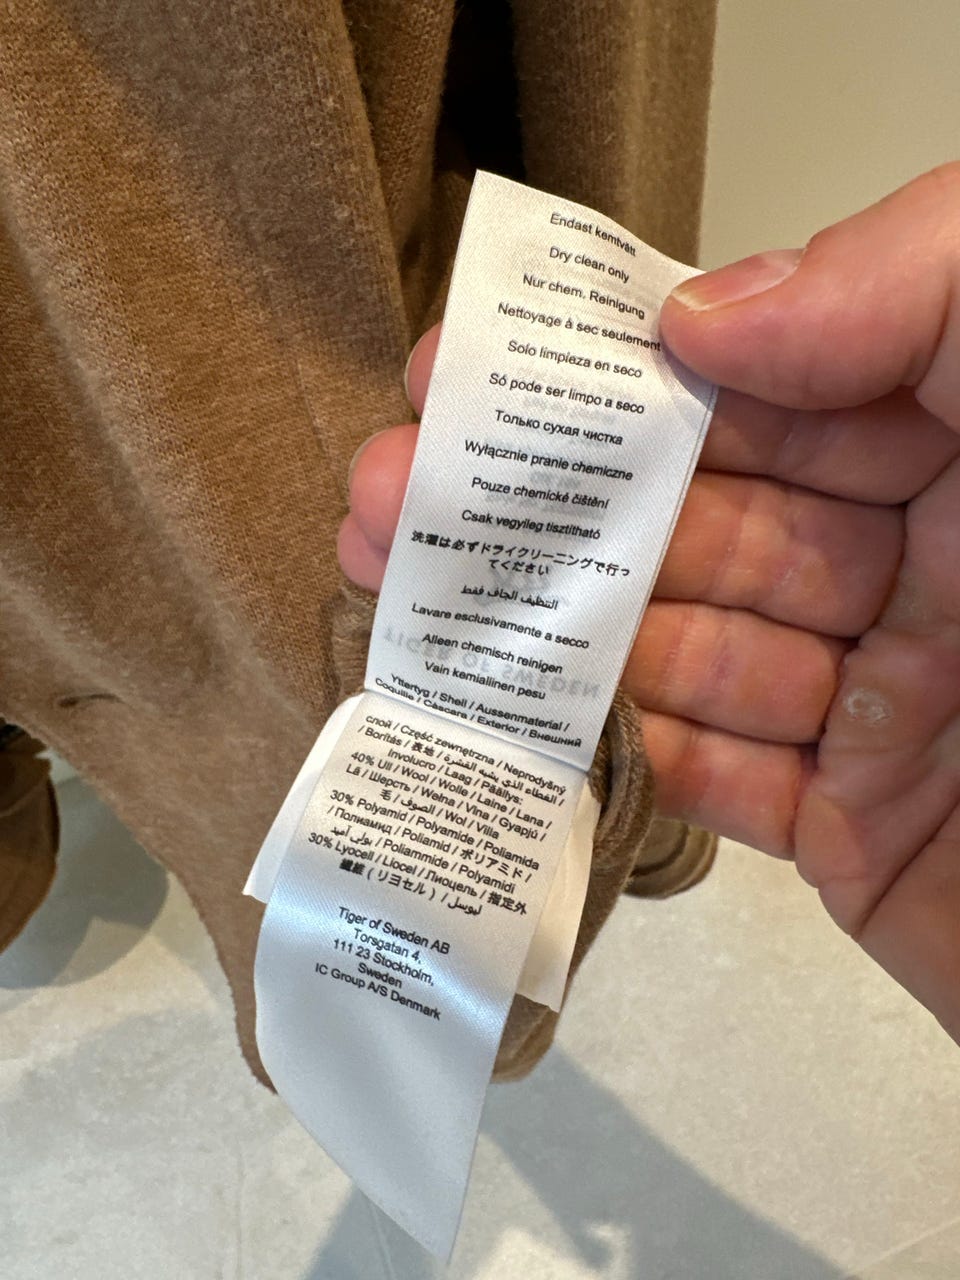 Endast kemtvätt
Dry clean only
Nur chem. Reinigung
Nettoyage à sec seulement
Solo limpieza en seco
Só pode ser limpo a seco
Только сухая чистка
Wyłącznie pranie chemiczne
Pouze chemické čištění
Csak vegyileg tisztítható
洗濯は必ずドライクリーニングで行っ
てください
التنظيف الجاف فقط
Lavare esclusivamente a secco
Alleen chemisch reinigen
Vain kemiallinen pesu
Yttertyg / Shell / Aussenmaterial /
Coquille / Cáscara / Exterior / Внешний
слой / Część zewnętrzna / Neprodyšný
/ Borítás / 表地 / الغطاء الذي يشبه القشرة /
Involucro / Laag / Päällys:
40% Ull / Wool / Wolle / Laine / Lana /
Lã / Шерсть / Wełna / Vlna / Gyapjú /
毛 / الصوف / Wol / Villa
30% Polyamid / Polyamide / Poliamida
/ Полиамид / Poliamid / ポリアミド /
بولي أميد / Poliammide / Polyamidi
30% Lyocell / Liocel / Лиоцель / 指定外
繊維 ( リヨセル ) / ليوسل
Tiger of Sweden AB
Torsgatan 4,
111 23 Stockholm,
Sweden
IC Group A/S Denmark
TIGER OF SWEDEN